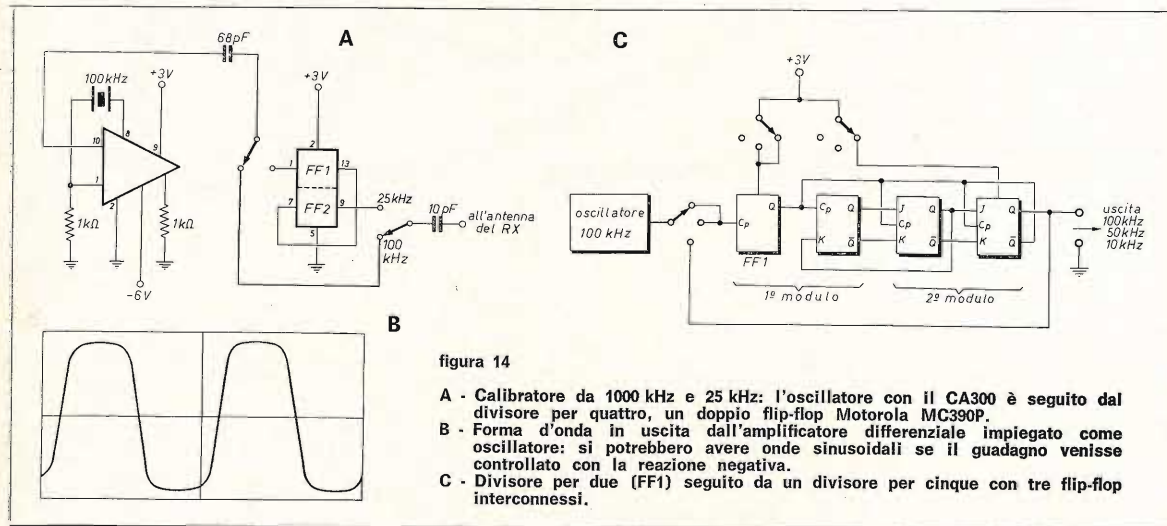 A
68pF
100kHz
+3V
10
8
9
1
2
1kΩ
1kΩ
-6V
+3V
2
1
FF1
13
7
FF2
9
5
25kHz
100
kHz
10pF
all'antenna
del RX
B
C
+3V
oscillatore
100 kHz
Cp
Q
FF1
Cp
Q
K
Q̅
J
Q
Cp
K
Q̅
J
Q
Cp
K
Q̅
1º modulo
2º modulo
uscita
100kHz
50kHz
10kHz
figura 14
A - Calibratore da 1000 kHz e 25 kHz: l'oscillatore con il CA300 è seguito dal
divisore per quattro, un doppio flip-flop Motorola MC390P.
B - Forma d'onda in uscita dall'amplificatore differenziale impiegato come
oscillatore: si potrebbero avere onde sinusoidali se il guadagno venisse
controllato con la reazione negativa.
C - Divisore per due (FF1) seguito da un divisore per cinque con tre flip-flop
interconnessi.